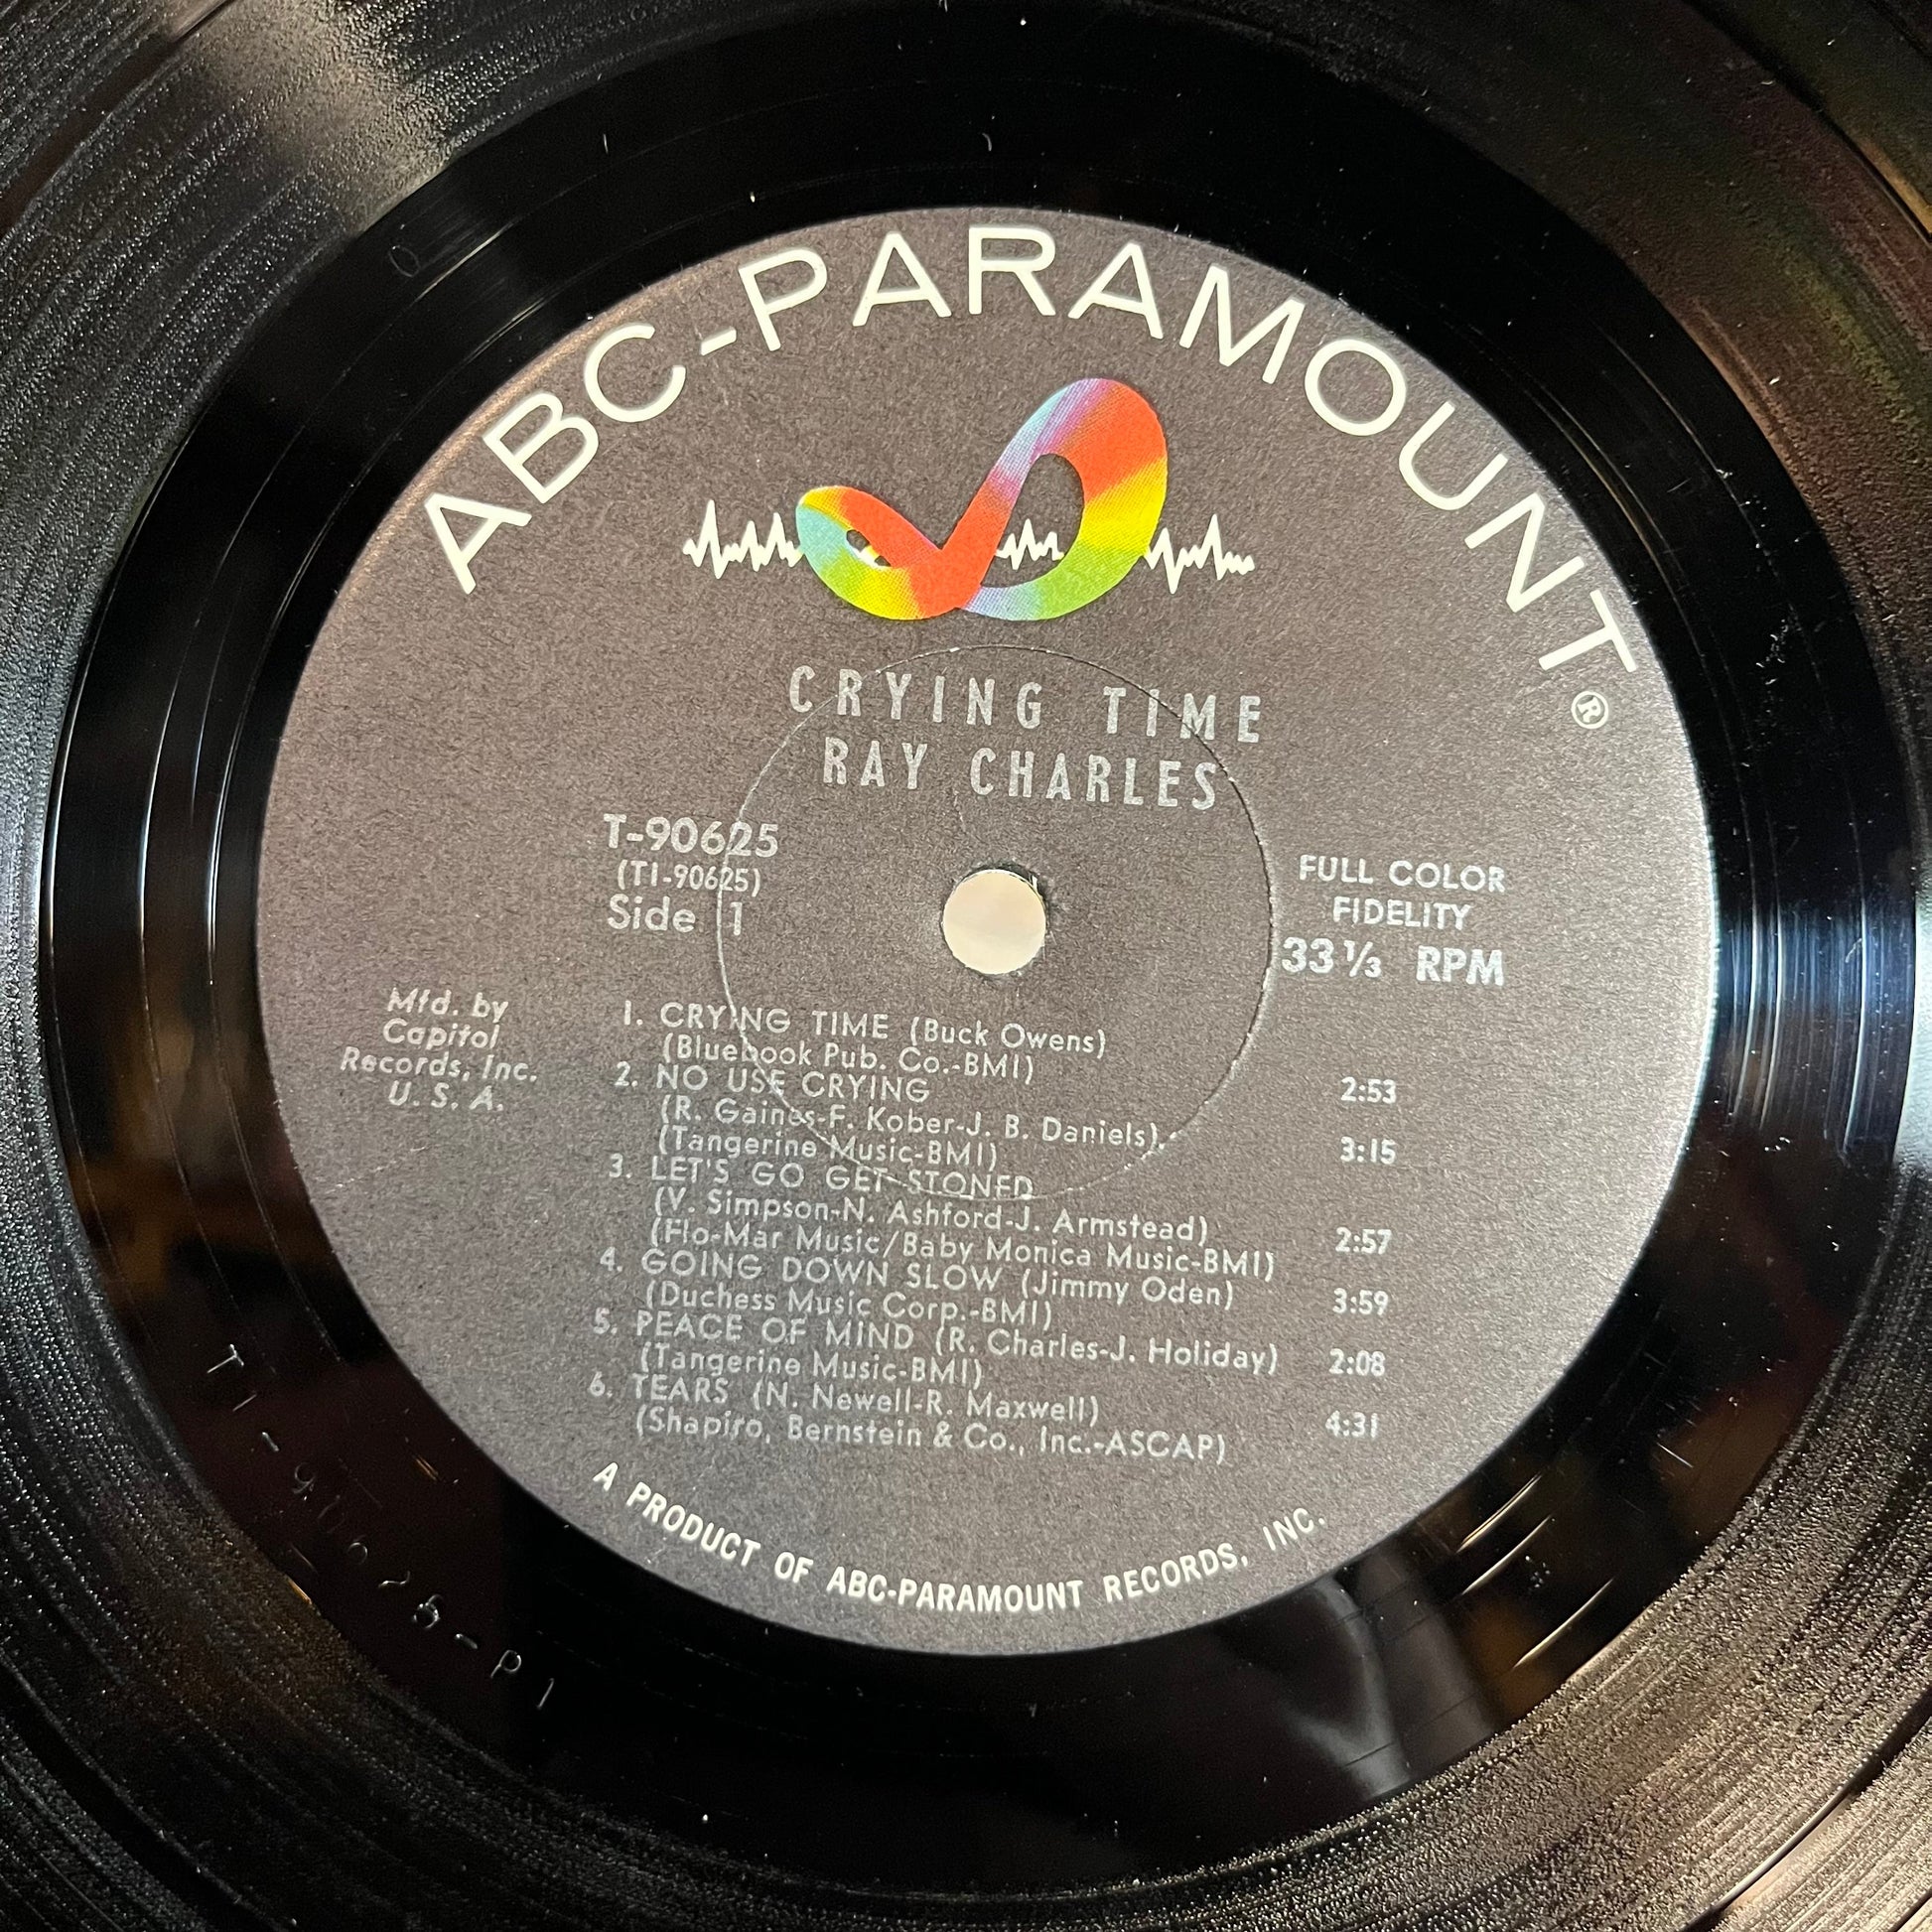 ABC-PARAMOUNT
®
CRYING TIME
RAY CHARLES
T-90625
(T1-90625)
Side 1
FULL COLOR
FIDELITY
33 ⅓ RPM
Mfd. by
Capitol
Records, Inc.
U. S. A.
1. CRYING TIME (Buck Owens)
(Bluebook Pub. Co.-BMI) 2:53
2. NO USE CRYING
(R. Gaines-F. Kober-J. B. Daniels)
(Tangerine Music-BMI) 3:15
3. LET'S GO GET STONED
(V. Simpson-N. Ashford-J. Armstead)
(Flo-Mar Music/Baby Monica Music-BMI) 2:57
4. GOING DOWN SLOW (Jimmy Oden)
(Duchess Music Corp.-BMI) 3:59
5. PEACE OF MIND (R. Charles-J. Holiday)
(Tangerine Music-BMI) 2:08
6. TEARS (N. Newell-R. Maxwell)
(Shapiro, Bernstein & Co., Inc.-ASCAP) 4:31
A PRODUCT OF ABC-PARAMOUNT RECORDS, INC.
T1-90625-P1